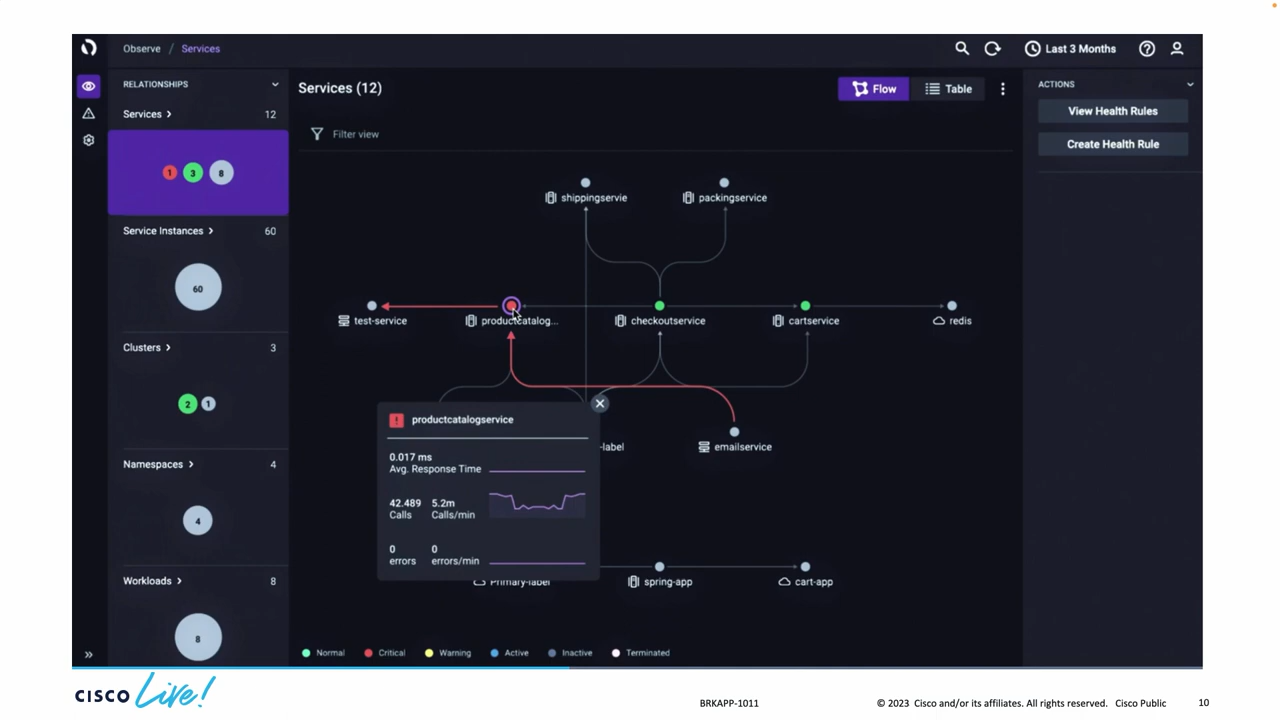 Observe / Services
Last 3 Months
RELATIONSHIPS
Services > 12
1 3 8
Service Instances > 60
60
Clusters > 3
2 1
Namespaces > 4
4
Workloads > 8
8
Services (12)
Flow
Table
Filter view
shippingservie
packingservice
test-service
productcatalog...
checkoutservice
cartservice
redis
-label
emailservice
productcatalogservice
0.017 ms
Avg. Response Time
42.489 5.2m
Calls Calls/min
0 0
errors errors/min
Primary-label
spring-app
cart-app
Normal Critical Warning Active Inactive Terminated
ACTIONS
View Health Rules
Create Health Rule
CISCO Live!
BRKAPP-1011
© 2023 Cisco and/or its affiliates. All rights reserved. Cisco Public
10